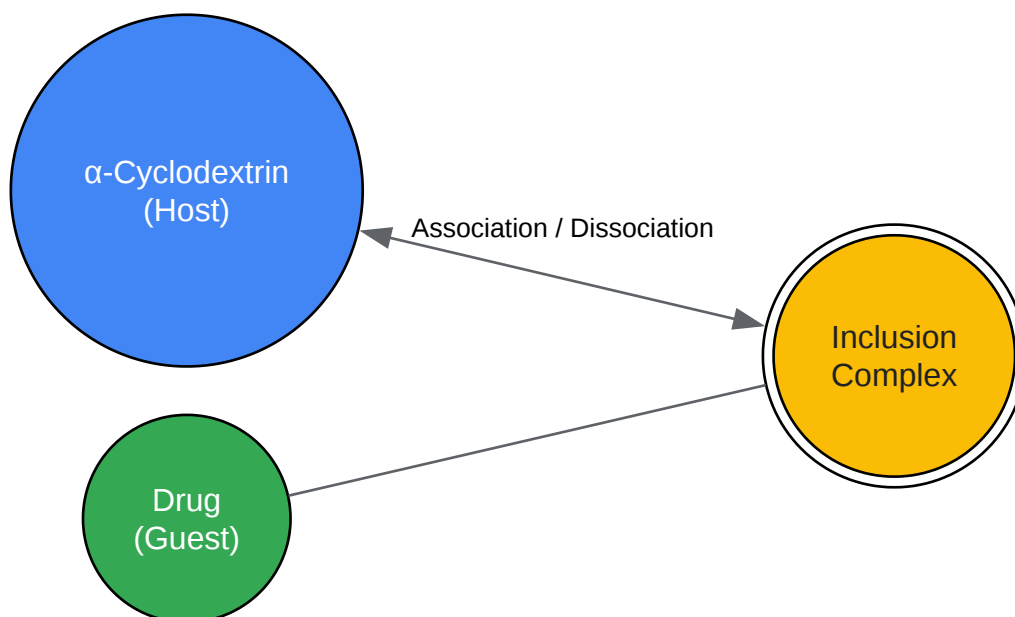 α-Cyclodextrin
(Host)
Association / Dissociation
Inclusion
Complex
Drug
(Guest)